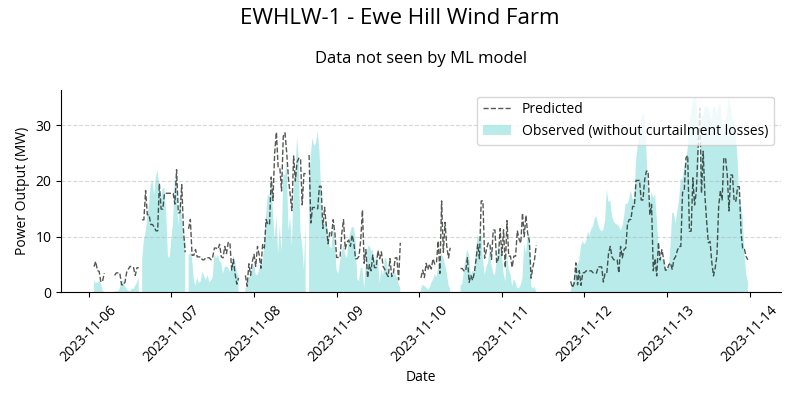 EWHLW-1 - Ewe Hill Wind Farm
Data not seen by ML model
Predicted
Observed (without curtailment losses)
Power Output (MW)
30
20
10
0
2023-11-06
2023-11-07
2023-11-08
2023-11-09
2023-11-10
2023-11-11
2023-11-12
2023-11-13
2023-11-14
Date